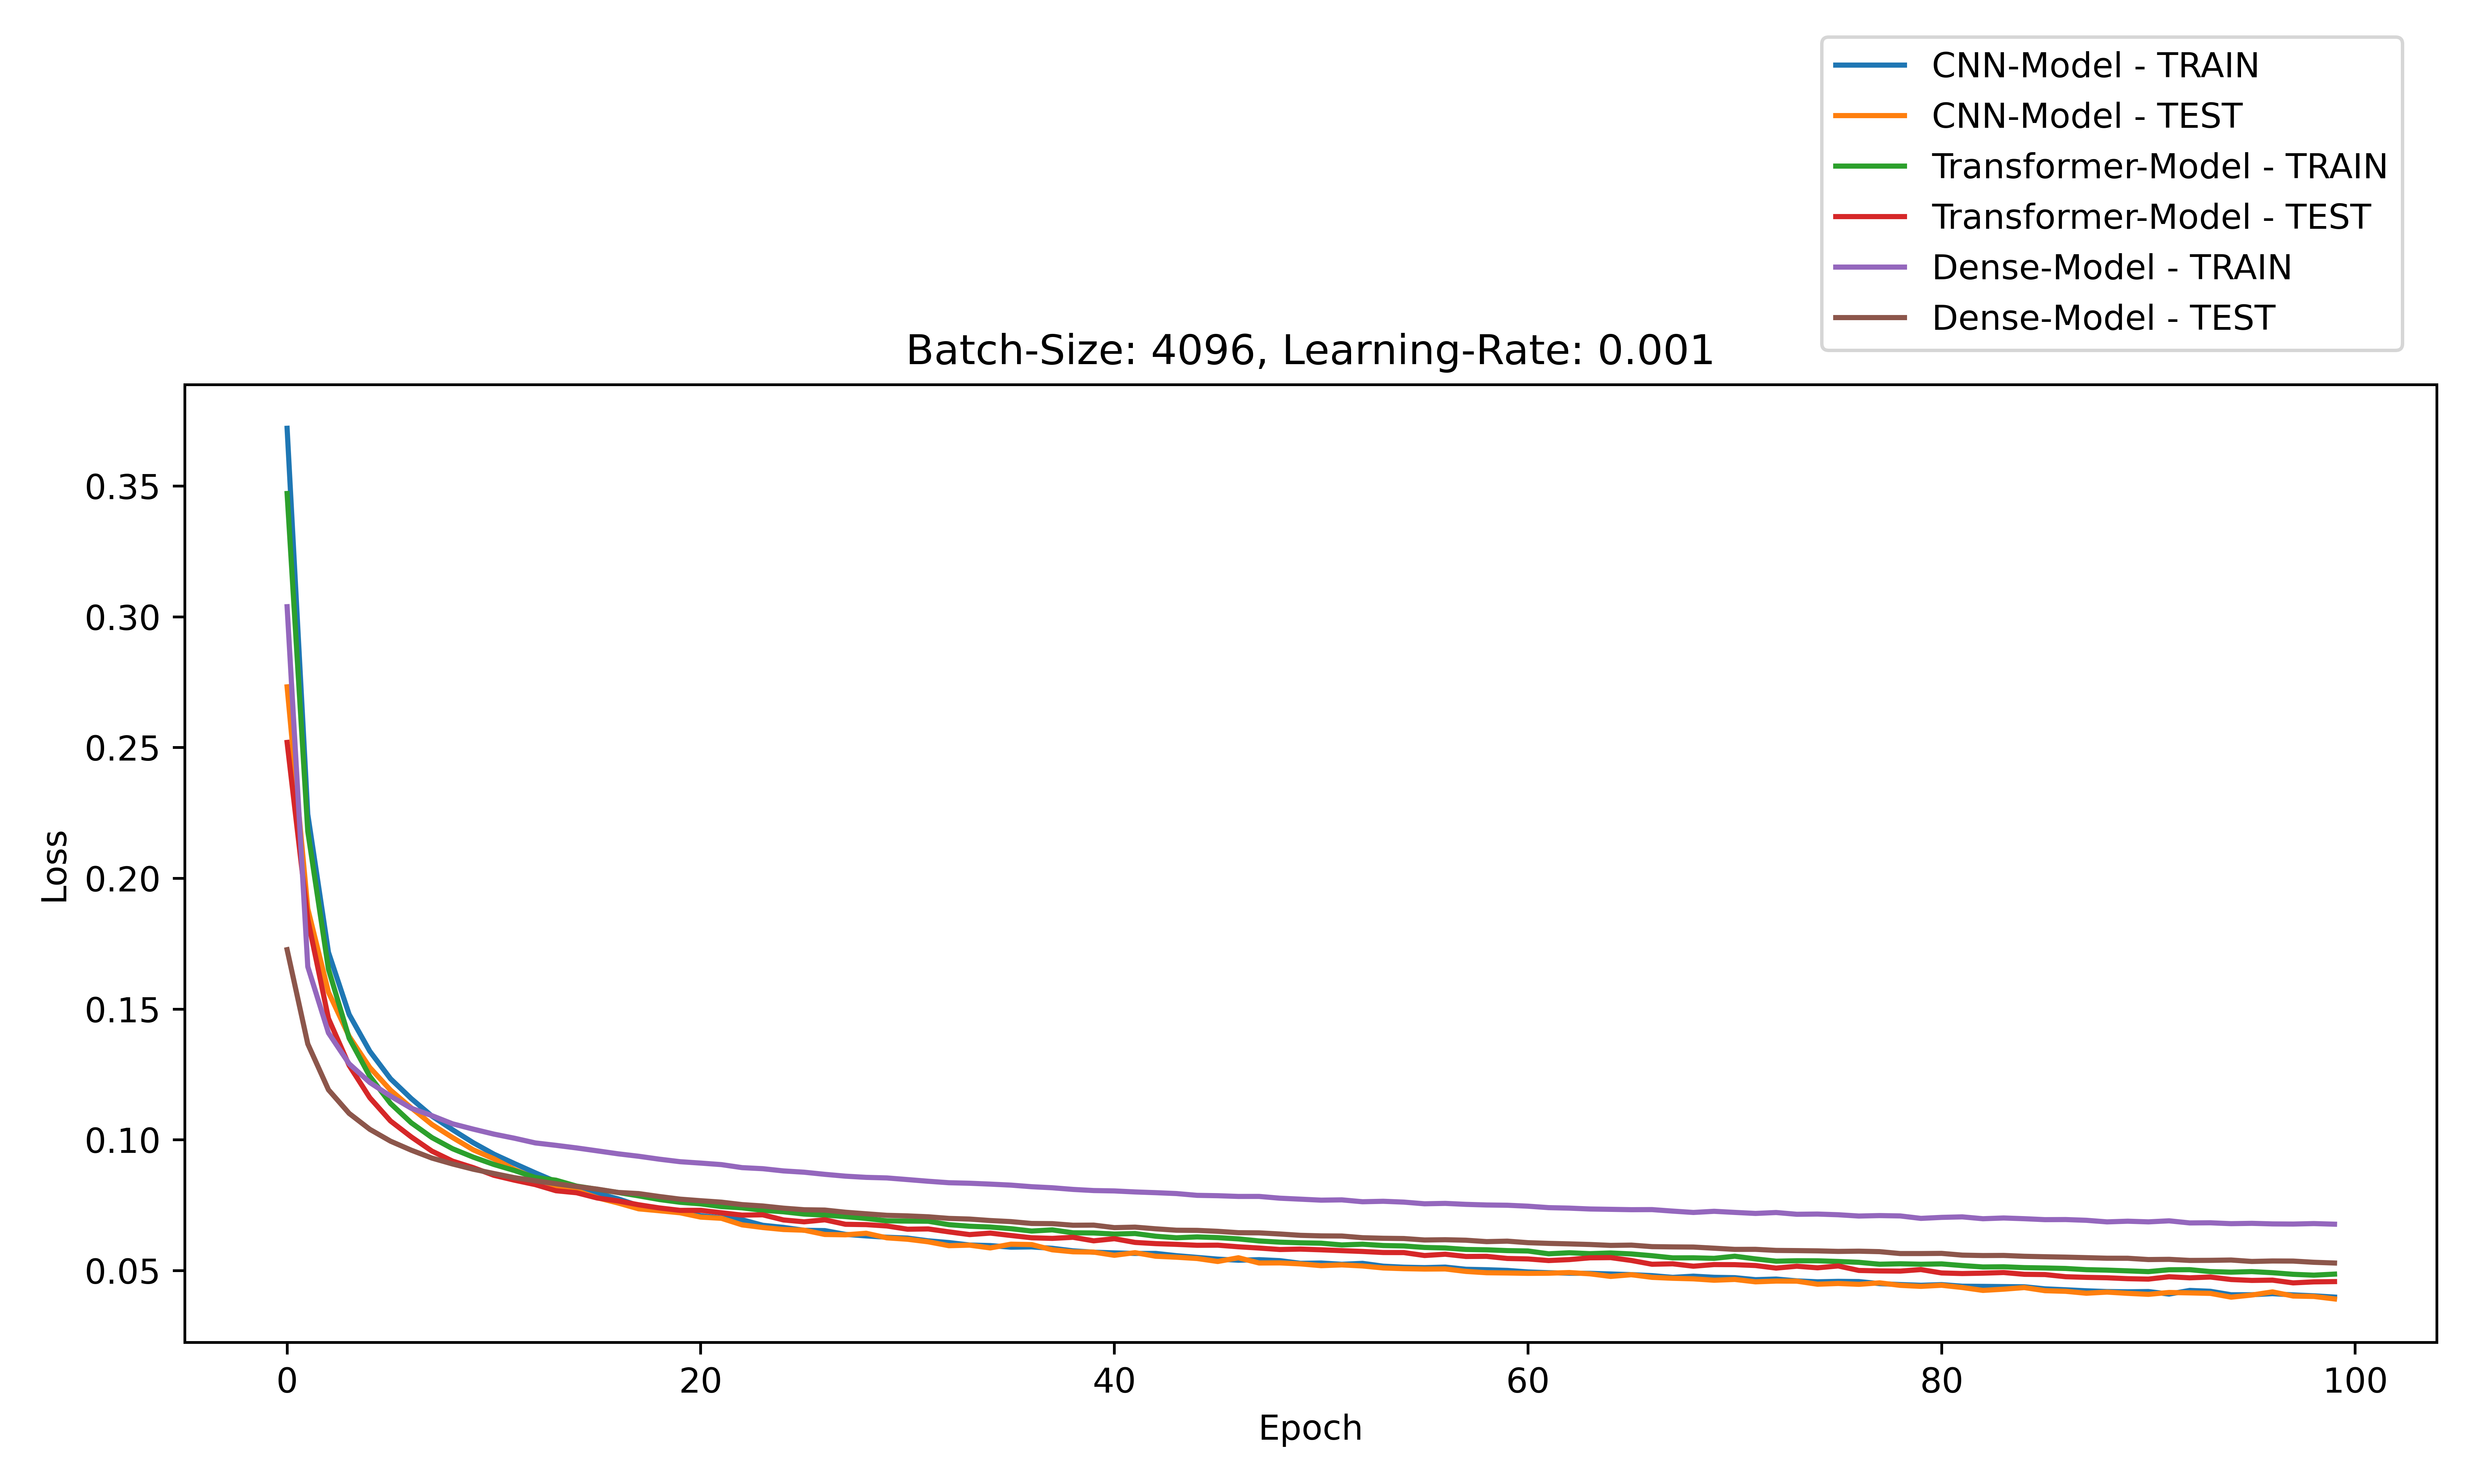 CNN-Model - TRAIN
CNN-Model - TEST
Transformer-Model - TRAIN
Transformer-Model - TEST
Dense-Model - TRAIN
Dense-Model - TEST
Batch-Size: 4096, Learning-Rate: 0.001
0.35
0.30
0.25
0.20
0.15
0.10
0.05
Loss
0 20 40 60 80 100
Epoch